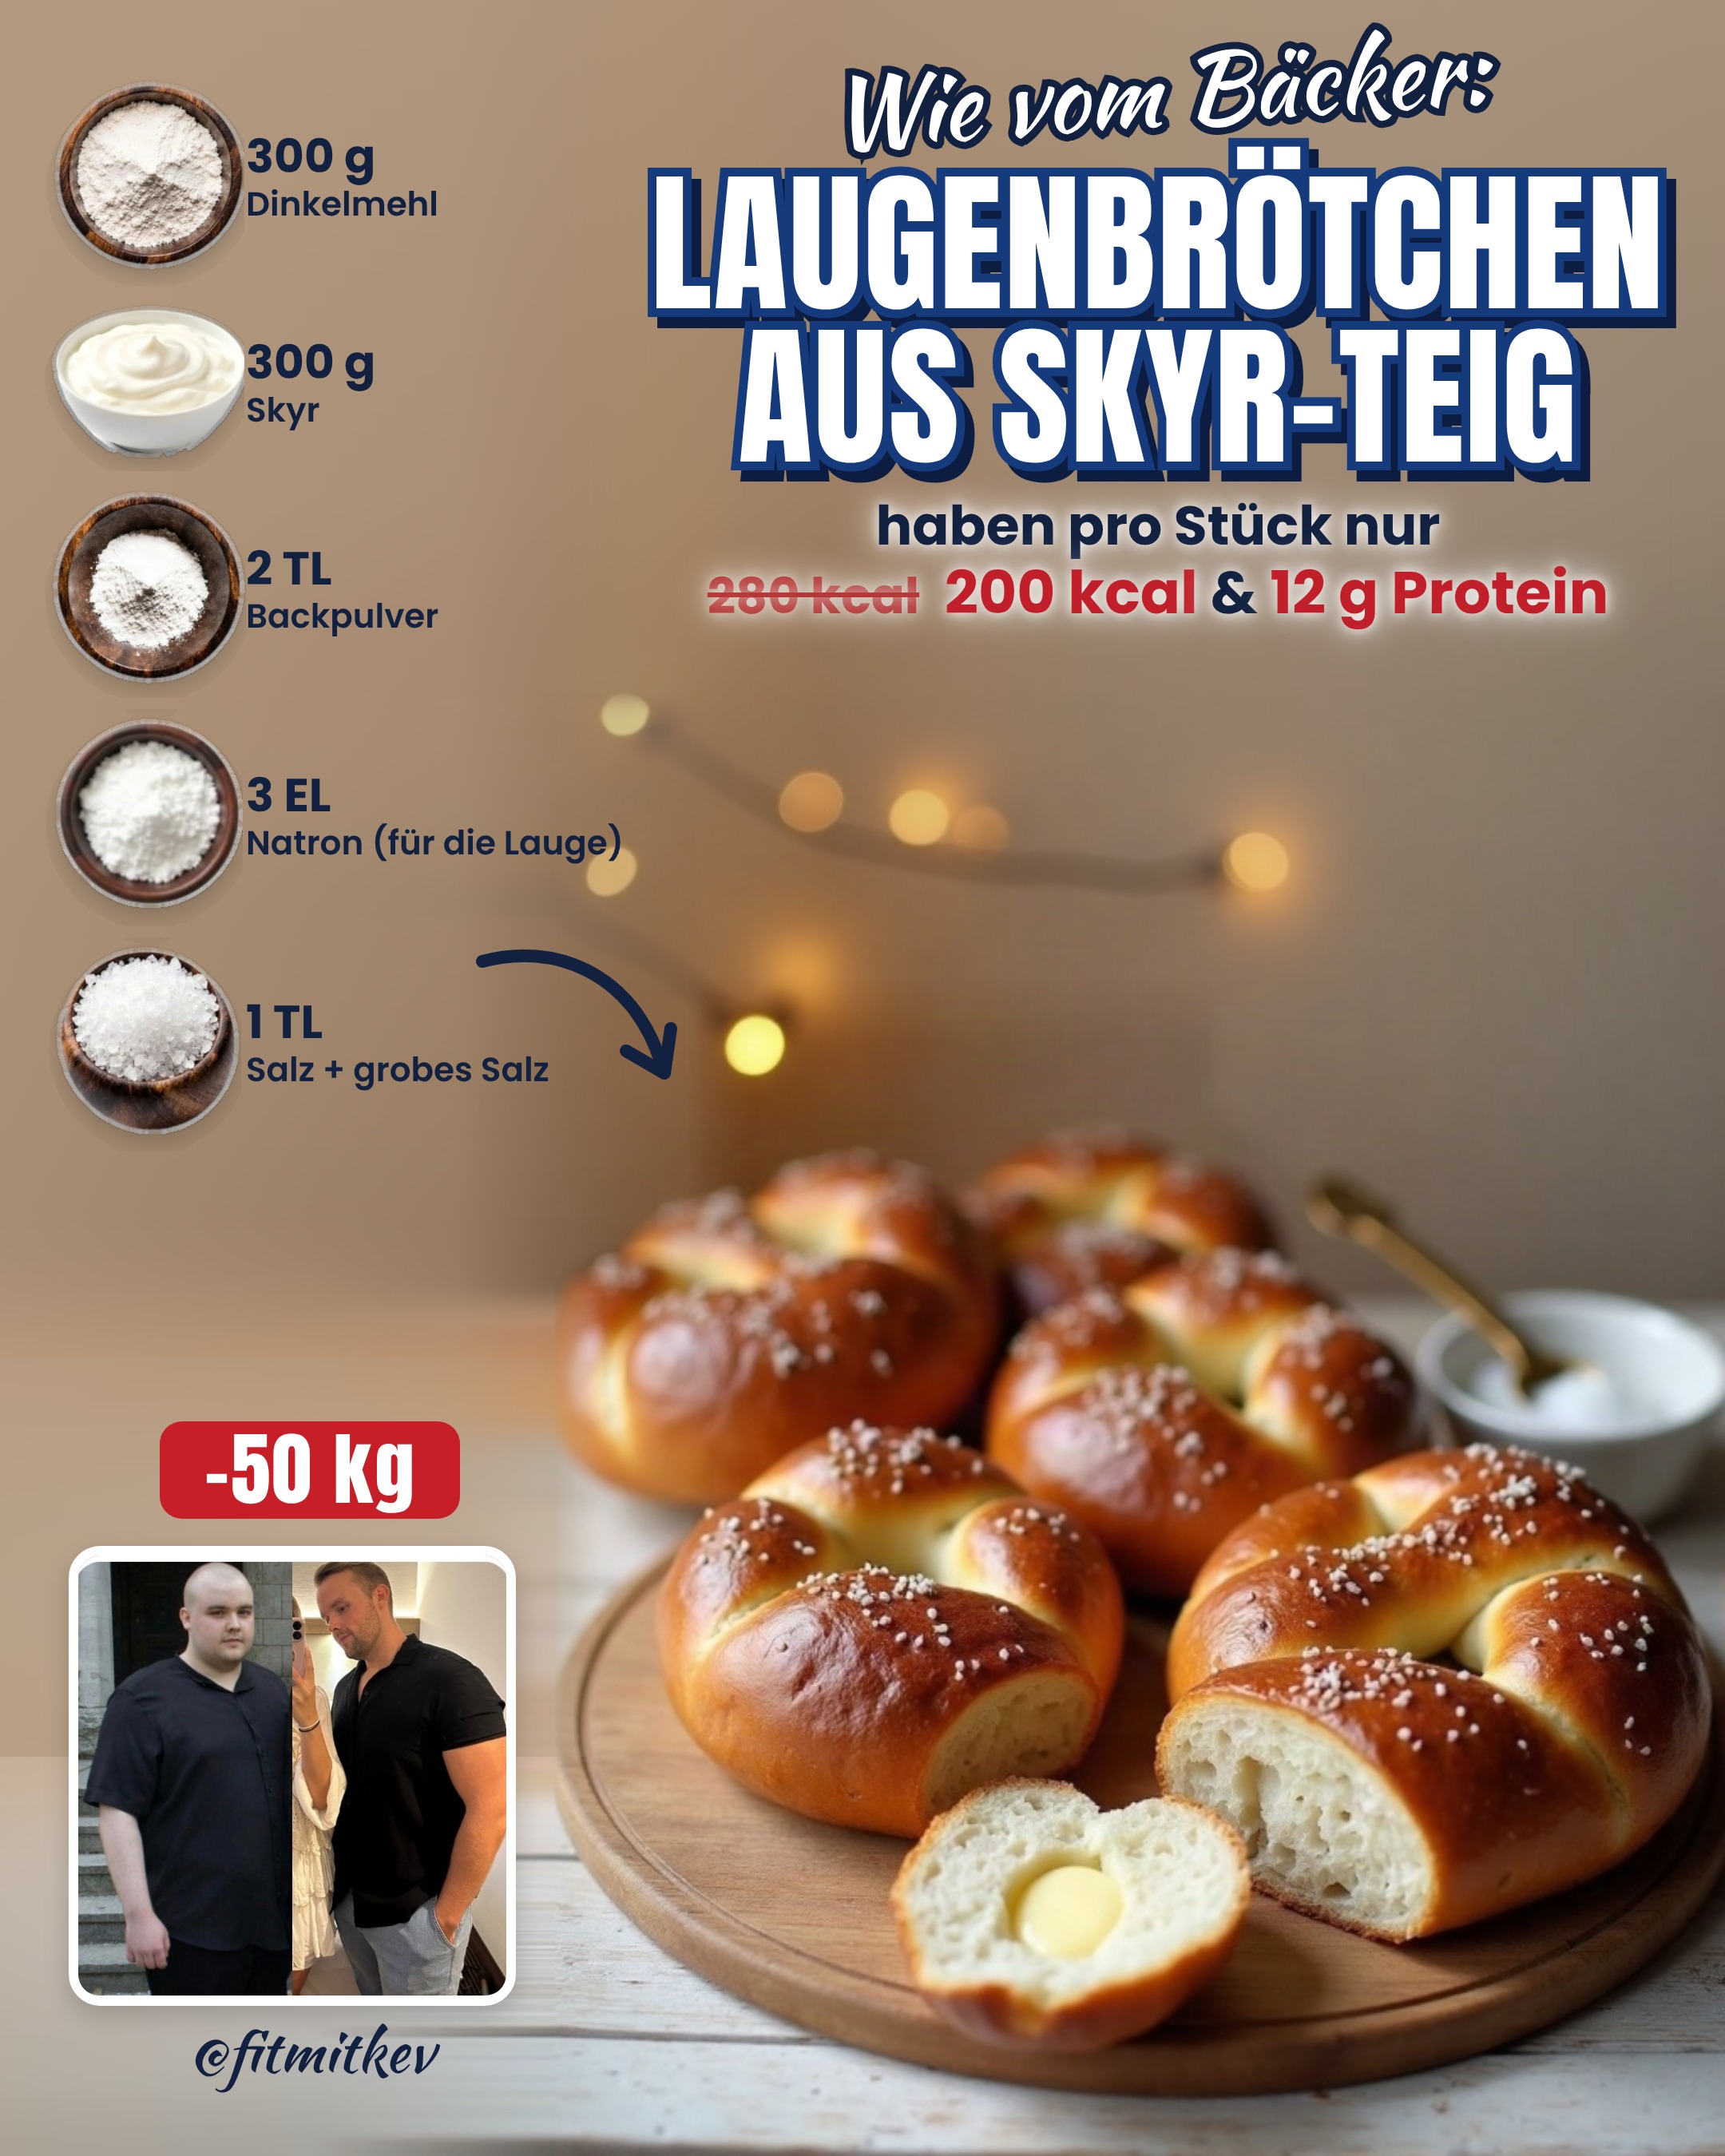 Wie vom Bäcker:
LAUGENBRÖTCHEN
AUS SKYR-TEIG
haben pro Stück nur
280 kcal 200 kcal & 12 g Protein
300 g
Dinkelmehl
300 g
Skyr
2 TL
Backpulver
3 EL
Natron (für die Lauge)
1 TL
Salz + grobes Salz
-50 kg
@fitmitkev